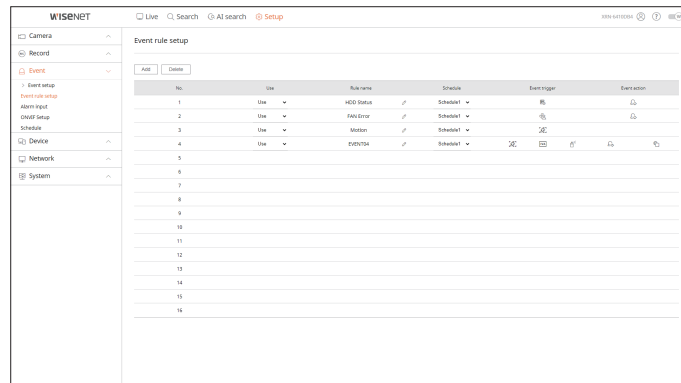 WISENET Live Search AI search Setup
Camera
Record
Event
Event setup
Event rule setup
Alarm input
ONVIF Setup
Schedule
Device
Network
System
Event rule setup
Add Delete
No. Use Rule name Schedule Event trigger Event action
1 Use HDD Status Schedule1
2 Use FAN Error Schedule1
3 Use Motion Schedule1
4 Use EVENT04 Schedule1
5
6
7
8
9
10
11
12
13
14
15
16